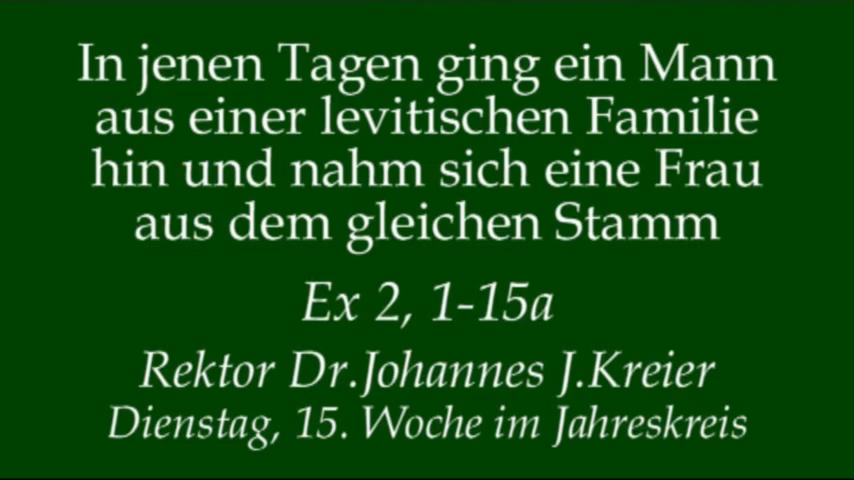 In jenen Tagen ging ein Mann
aus einer levitischen Familie
hin und nahm sich eine Frau
aus dem gleichen Stamm
Ex 2, 1-15a
Rektor Dr.Johannes J.Kreier
Dienstag, 15. Woche im Jahreskreis